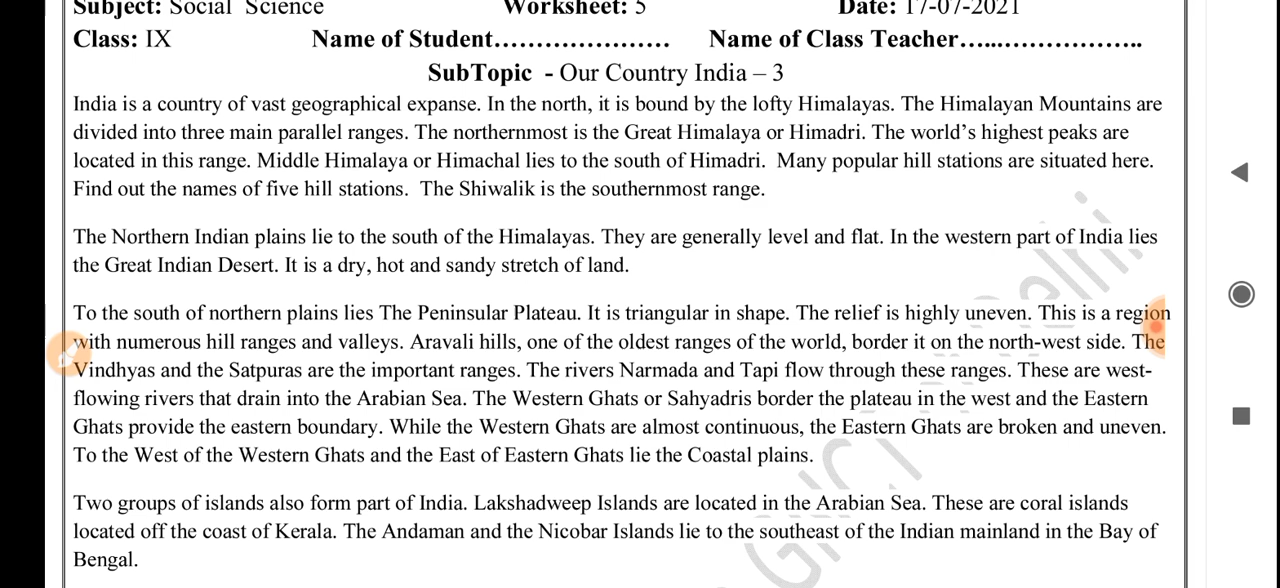 Subject: Social Science Worksheet: 5 Date: 17-07-2021
Class: IX Name of Student..................... Name of Class Teacher......................
SubTopic - Our Country India – 3
India is a country of vast geographical expanse. In the north, it is bound by the lofty Himalayas. The Himalayan Mountains are
divided into three main parallel ranges. The northernmost is the Great Himalaya or Himadri. The world’s highest peaks are
located in this range. Middle Himalaya or Himachal lies to the south of Himadri. Many popular hill stations are situated here.
Find out the names of five hill stations. The Shiwalik is the southernmost range.
The Northern Indian plains lie to the south of the Himalayas. They are generally level and flat. In the western part of India lies
the Great Indian Desert. It is a dry, hot and sandy stretch of land.
To the south of northern plains lies The Peninsular Plateau. It is triangular in shape. The relief is highly uneven. This is a region
with numerous hill ranges and valleys. Aravali hills, one of the oldest ranges of the world, border it on the north-west side. The
Vindhyas and the Satpuras are the important ranges. The rivers Narmada and Tapi flow through these ranges. These are west-
flowing rivers that drain into the Arabian Sea. The Western Ghats or Sahyadris border the plateau in the west and the Eastern
Ghats provide the eastern boundary. While the Western Ghats are almost continuous, the Eastern Ghats are broken and uneven.
To the West of the Western Ghats and the East of Eastern Ghats lie the Coastal plains.
Two groups of islands also form part of India. Lakshadweep Islands are located in the Arabian Sea. These are coral islands
located off the coast of Kerala. The Andaman and the Nicobar Islands lie to the southeast of the Indian mainland in the Bay of
Bengal.